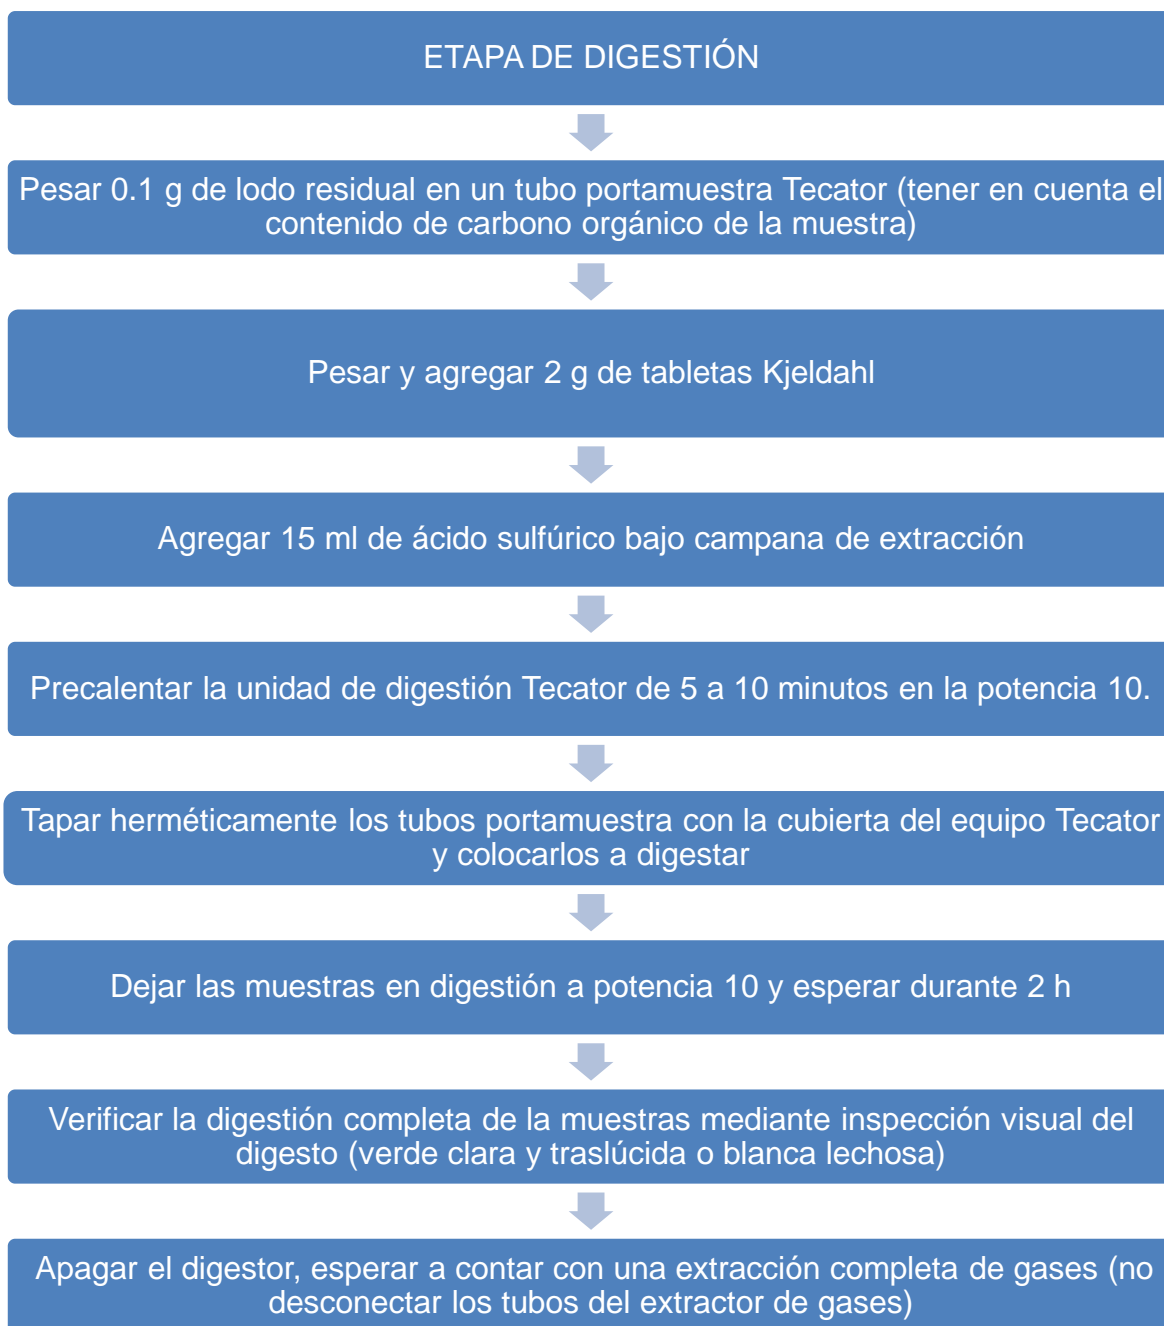 ETAPA DE DIGESTIÓN
Pesar 0.1 g de lodo residual en un tubo portamuestra Tecator (tener en cuenta el
contenido de carbono orgánico de la muestra)
Pesar y agregar 2 g de tabletas Kjeldahl
Agregar 15 ml de ácido sulfúrico bajo campana de extracción
Precalentar la unidad de digestión Tecator de 5 a 10 minutos en la potencia 10.
Tapar herméticamente los tubos portamuestra con la cubierta del equipo Tecator
y colocarlos a digestar
Dejar las muestras en digestión a potencia 10 y esperar durante 2 h
Verificar la digestión completa de la muestras mediante inspección visual del
digesto (verde clara y traslúcida o blanca lechosa)
Apagar el digestor, esperar a contar con una extracción completa de gases (no
desconectar los tubos del extractor de gases)